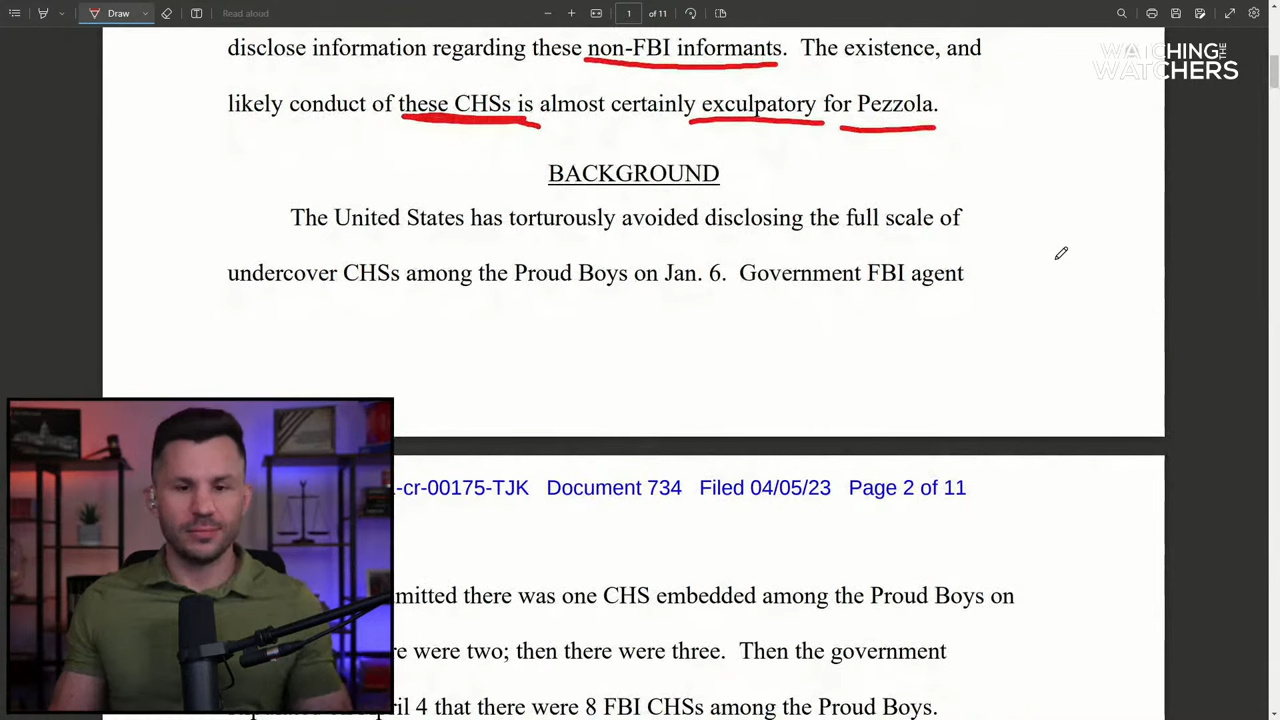 Draw
Read aloud
1
of 11
WATCHING THE
WATCHERS
disclose information regarding these non-FBI informants. The existence, and
likely conduct of these CHSs is almost certainly exculpatory for Pezzola.
BACKGROUND
The United States has torturously avoided disclosing the full scale of
undercover CHSs among the Proud Boys on Jan. 6. Government FBI agent
-cr-00175-TJK Document 734 Filed 04/05/23 Page 2 of 11
mitted there was one CHS embedded among the Proud Boys on
re were two; then there were three. Then the government
April 4 that there were 8 FBI CHSs among the Proud Boys.